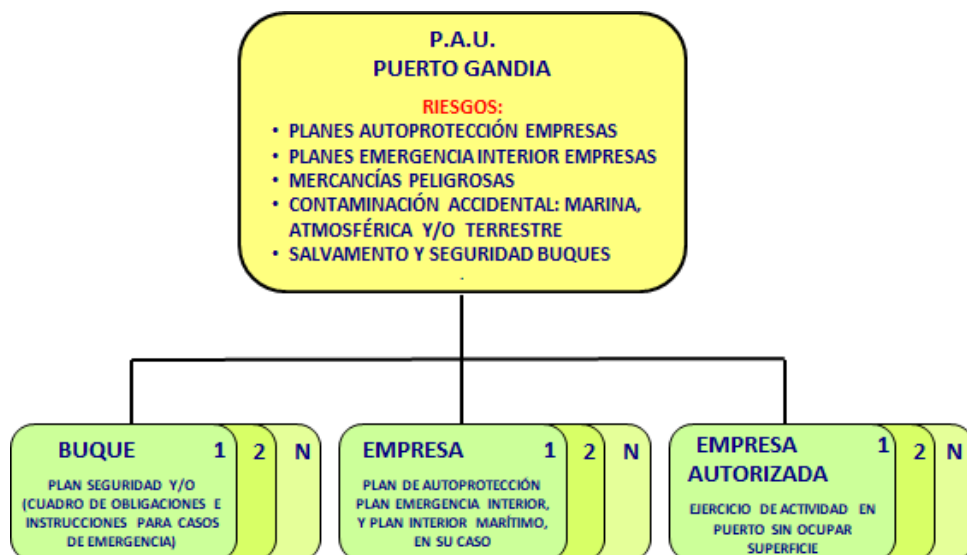 P.A.U.
PUERTO GANDIA
RIESGOS:
• PLANES AUTOPROTECCIÓN EMPRESAS
• PLANES EMERGENCIA INTERIOR EMPRESAS
• MERCANCÍAS PELIGROSAS
• CONTAMINACIÓN ACCIDENTAL: MARINA,
ATMOSFÉRICA Y/O TERRESTRE
• SALVAMENTO Y SEGURIDAD BUQUES
.
BUQUE 1 2 N
PLAN SEGURIDAD Y/O
(CUADRO DE OBLIGACIONES E
INSTRUCCIONES PARA CASOS
DE EMERGENCIA)
EMPRESA 1 2 N
PLAN DE AUTOPROTECCIÓN
PLAN EMERGENCIA INTERIOR,
Y PLAN INTERIOR MARÍTIMO,
EN SU CASO
EMPRESA 1 2 N
AUTORIZADA
EJERCICIO DE ACTIVIDAD EN
PUERTO SIN OCUPAR
SUPERFICIE